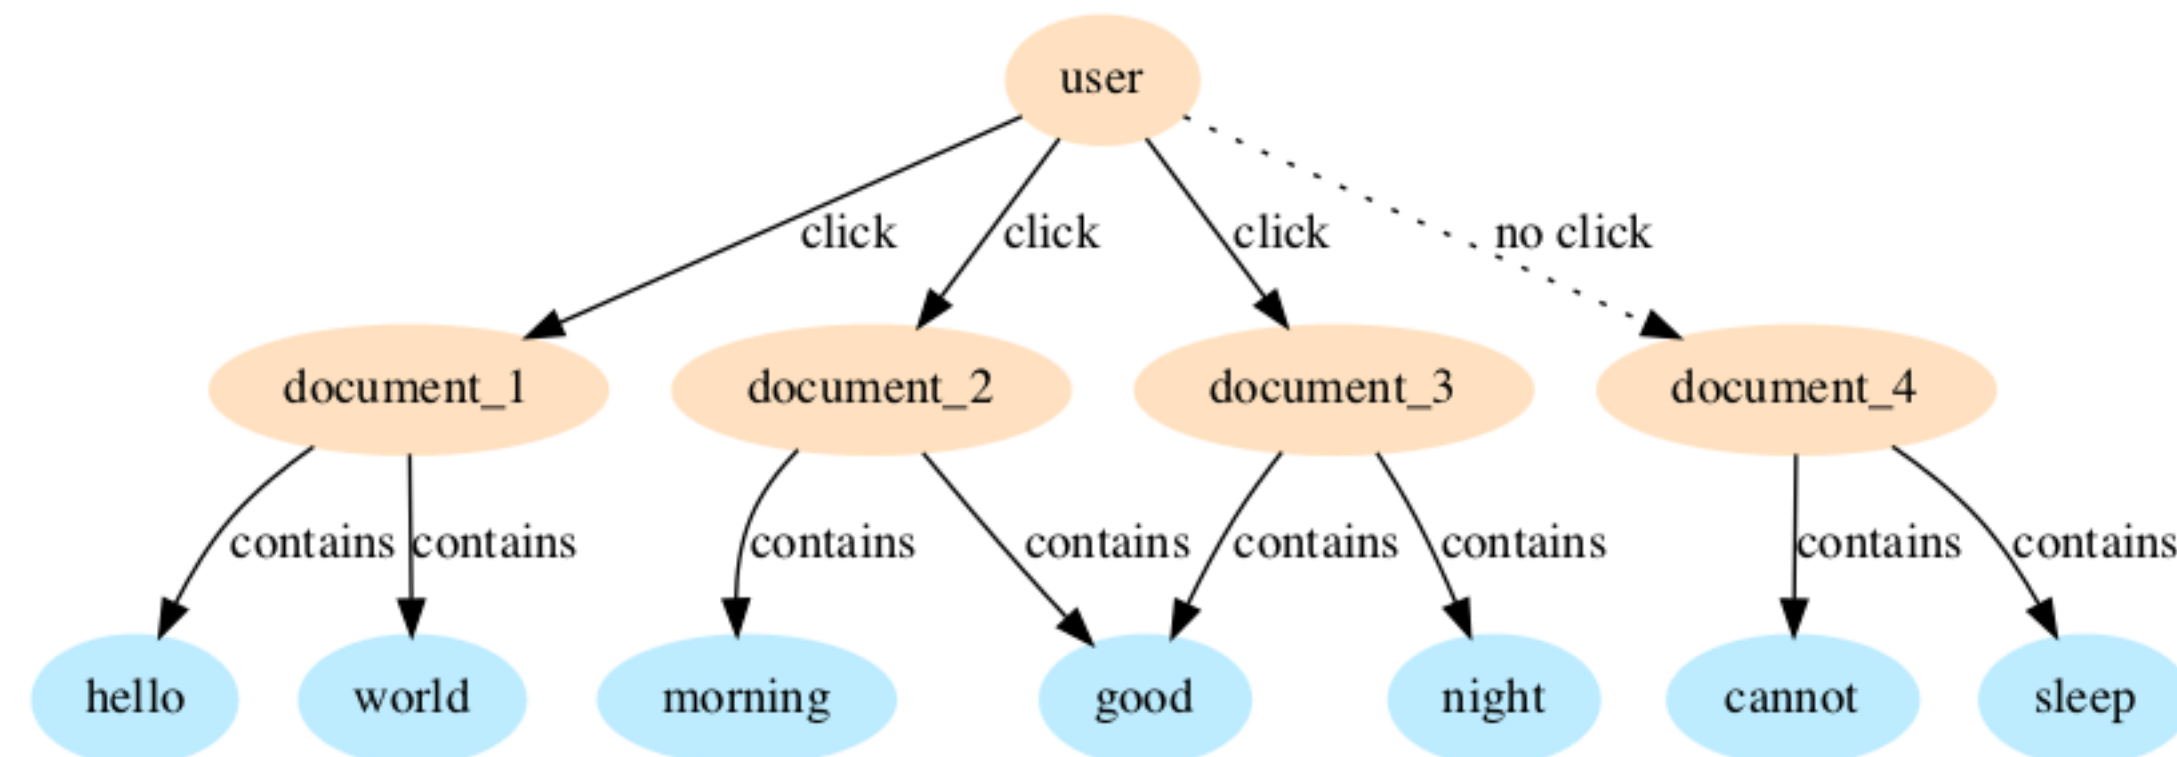 user
click click click no click
document_1 document_2 document_3 document_4
contains contains contains contains contains contains contains contains
hello world morning good night cannot sleep